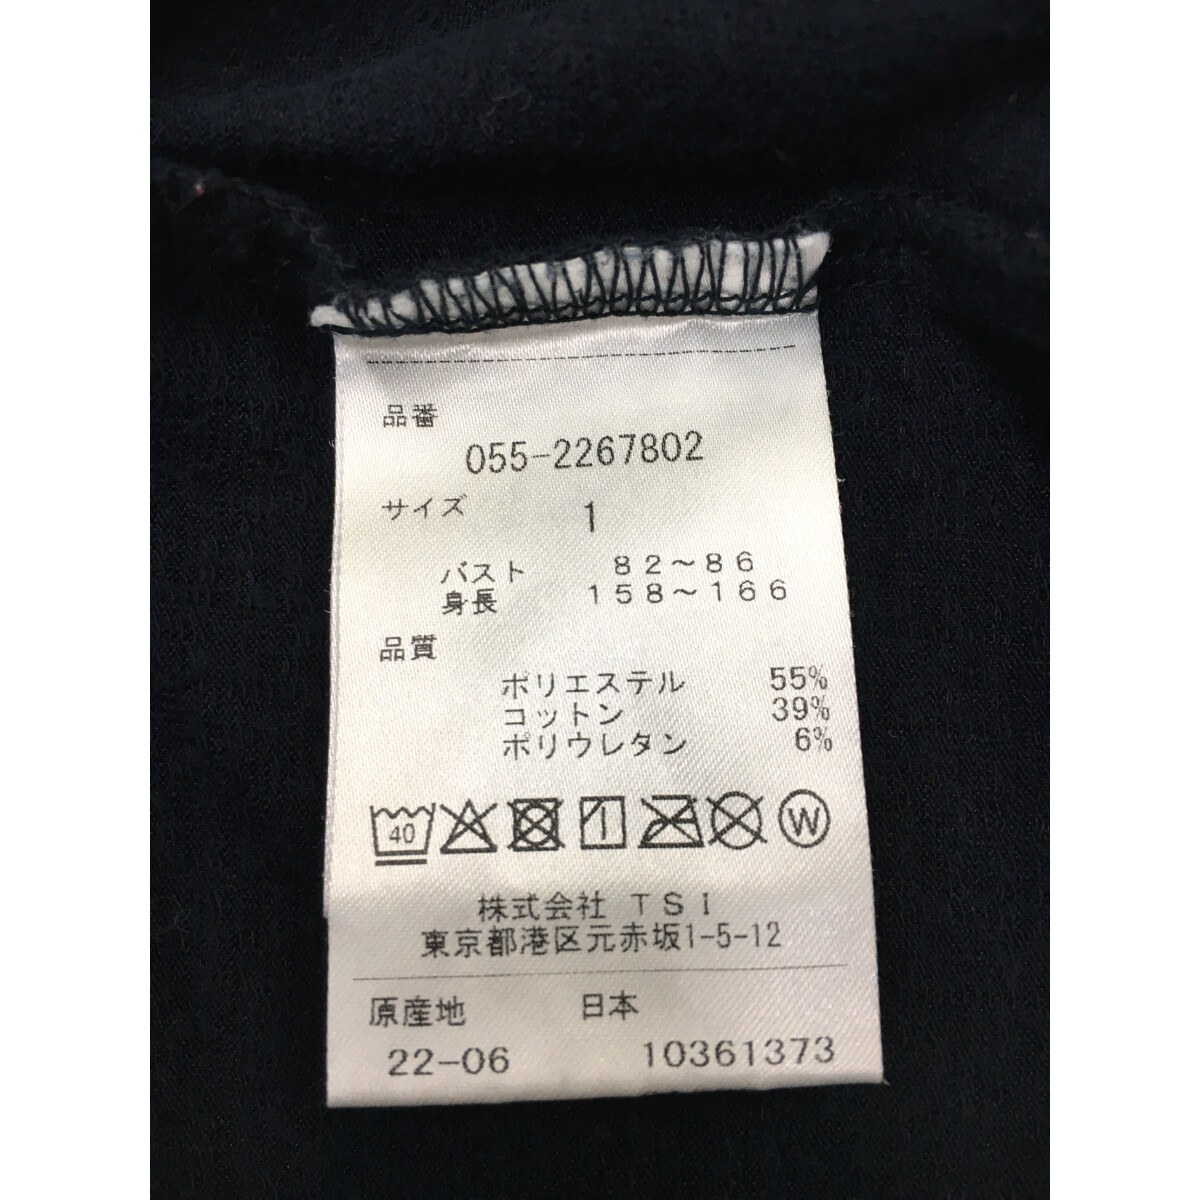 品番
055-2267802
サイズ 1
バスト 82～86
身長 158～166
品質
ポリエステル 55%
コットン 39%
ポリウレタン 6%
40 W
株式会社 TSI
東京都港区元赤坂1-5-12
原産地 日本
22-06 10361373